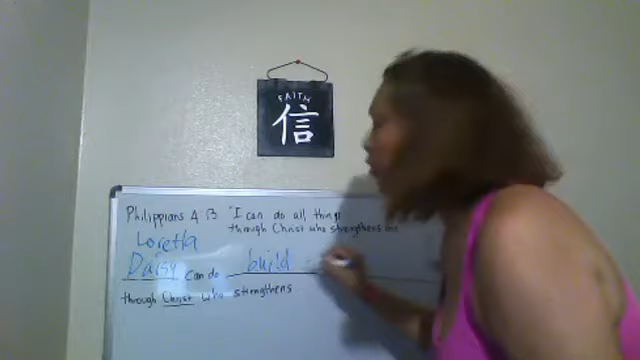 FAITH
信
Philippians 4:13 "I can do all things
through Christ who strengthens me
Loretta
Daisy can do build
through Christ who strengthens